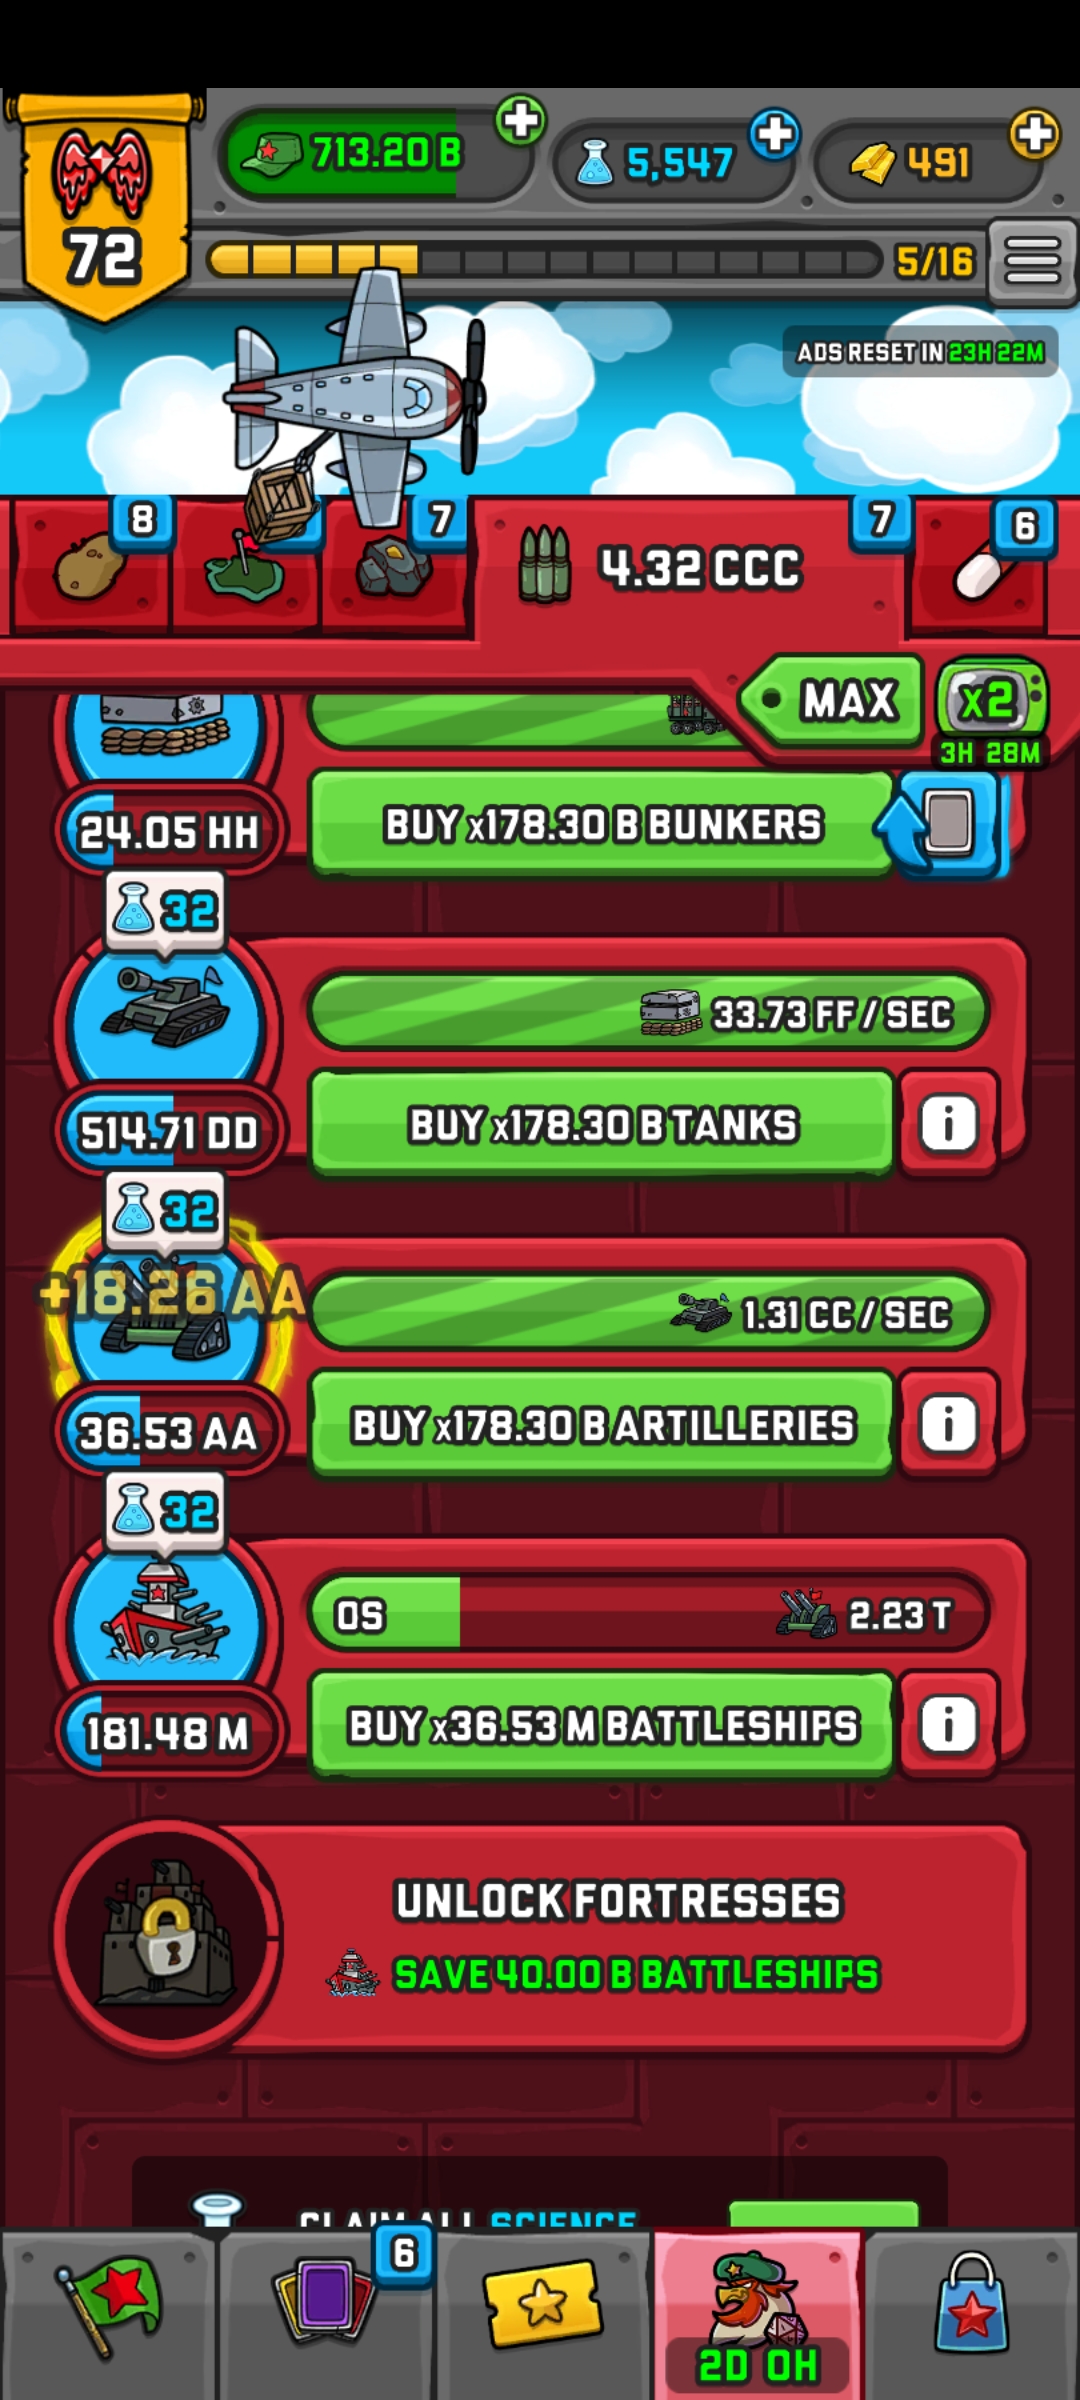 713.20 B
5,547
491
72
5/16
ADS RESET IN 23H 22M
8
7
4.32 CCC
7
6
MAX
x2
3H 28M
24.05 HH
BUY x178.30 B BUNKERS
32
33.73 FF / SEC
514.71 DD
BUY x178.30 B TANKS
i
32
+18.26 AA
1.31 CC / SEC
36.53 AA
BUY x178.30 B ARTILLERIES
i
32
0S
2.23 T
181.48 M
BUY x36.53 M BATTLESHIPS
i
UNLOCK FORTRESSES
SAVE 40.00 B BATTLESHIPS
CLAIM ALL SCIENCE
6
2D 0H